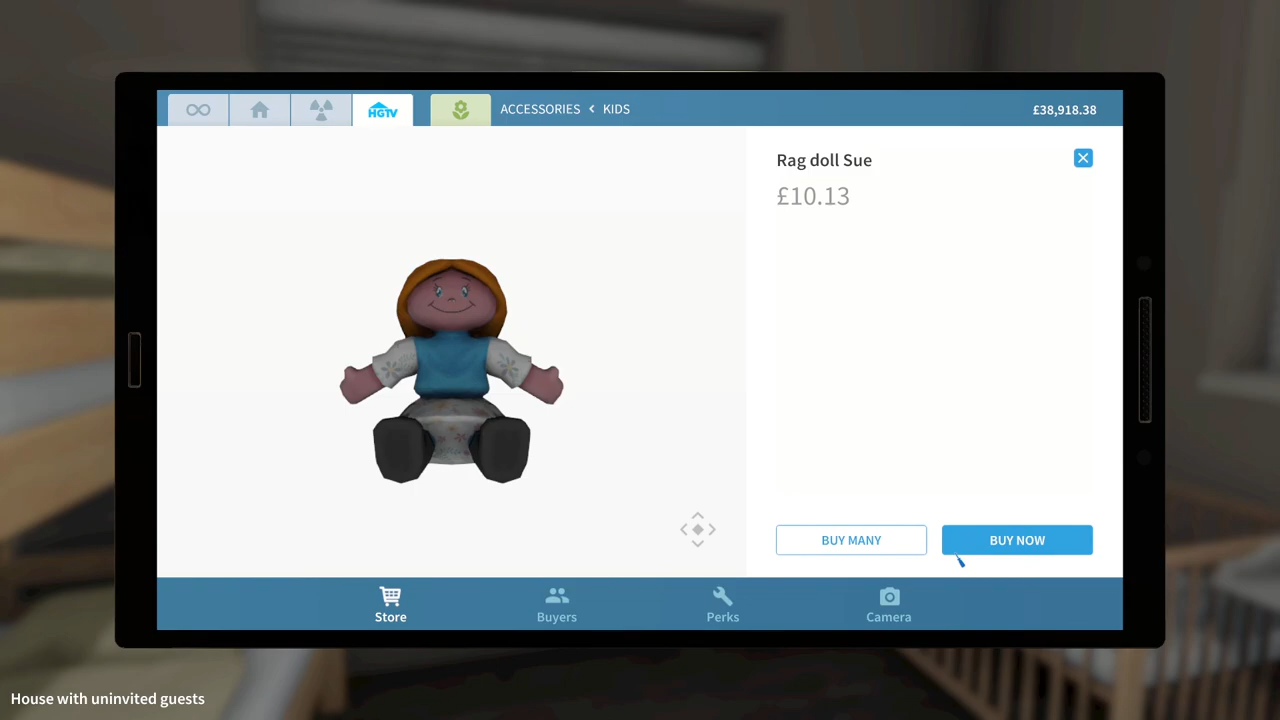 HGTV
ACCESSORIES < KIDS
£38,918.38
Rag doll Sue
£10.13
BUY MANY
BUY NOW
Store
Buyers
Perks
Camera
House with uninvited guests